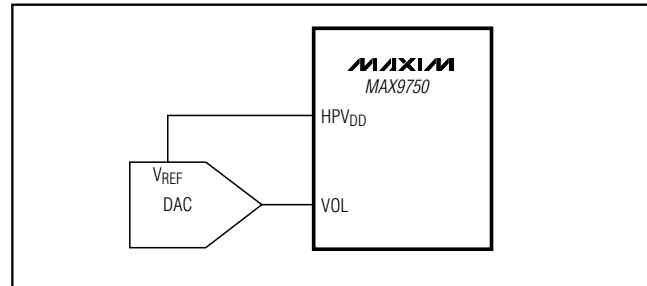 MAXIM
MAX9750
HPVDD
VREF
DAC
VOL